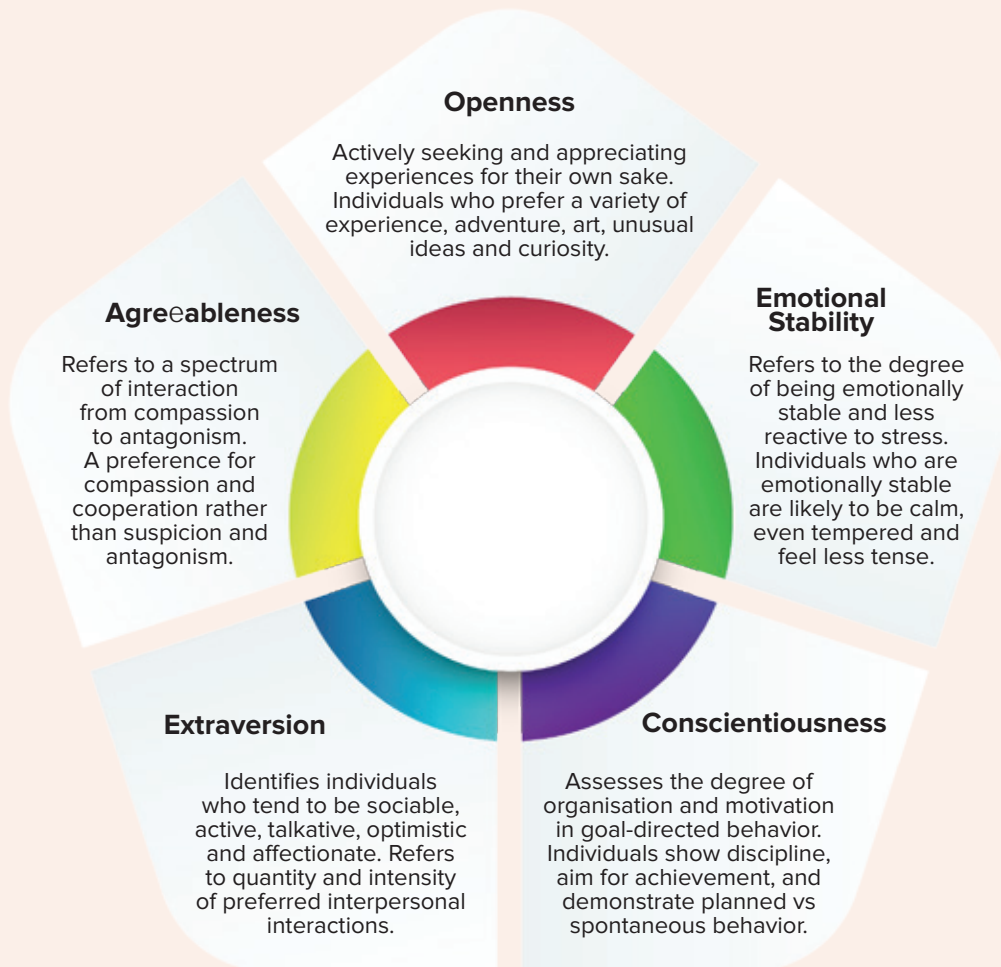 Openness
Actively seeking and appreciating
experiences for their own sake.
Individuals who prefer a variety of
experience, adventure, art, unusual
ideas and curiosity.
Agreeableness
Refers to a spectrum
of interaction
from compassion
to antagonism.
A preference for
compassion and
cooperation rather
than suspicion and
antagonism.
Emotional
Stability
Refers to the degree
of being emotionally
stable and less
reactive to stress.
Individuals who are
emotionally stable
are likely to be calm,
even tempered and
feel less tense.
Extraversion
Identifies individuals
who tend to be sociable,
active, talkative, optimistic
and affectionate. Refers
to quantity and intensity
of preferred interpersonal
interactions.
Conscientiousness
Assesses the degree of
organisation and motivation
in goal-directed behavior.
Individuals show discipline,
aim for achievement, and
demonstrate planned vs
spontaneous behavior.